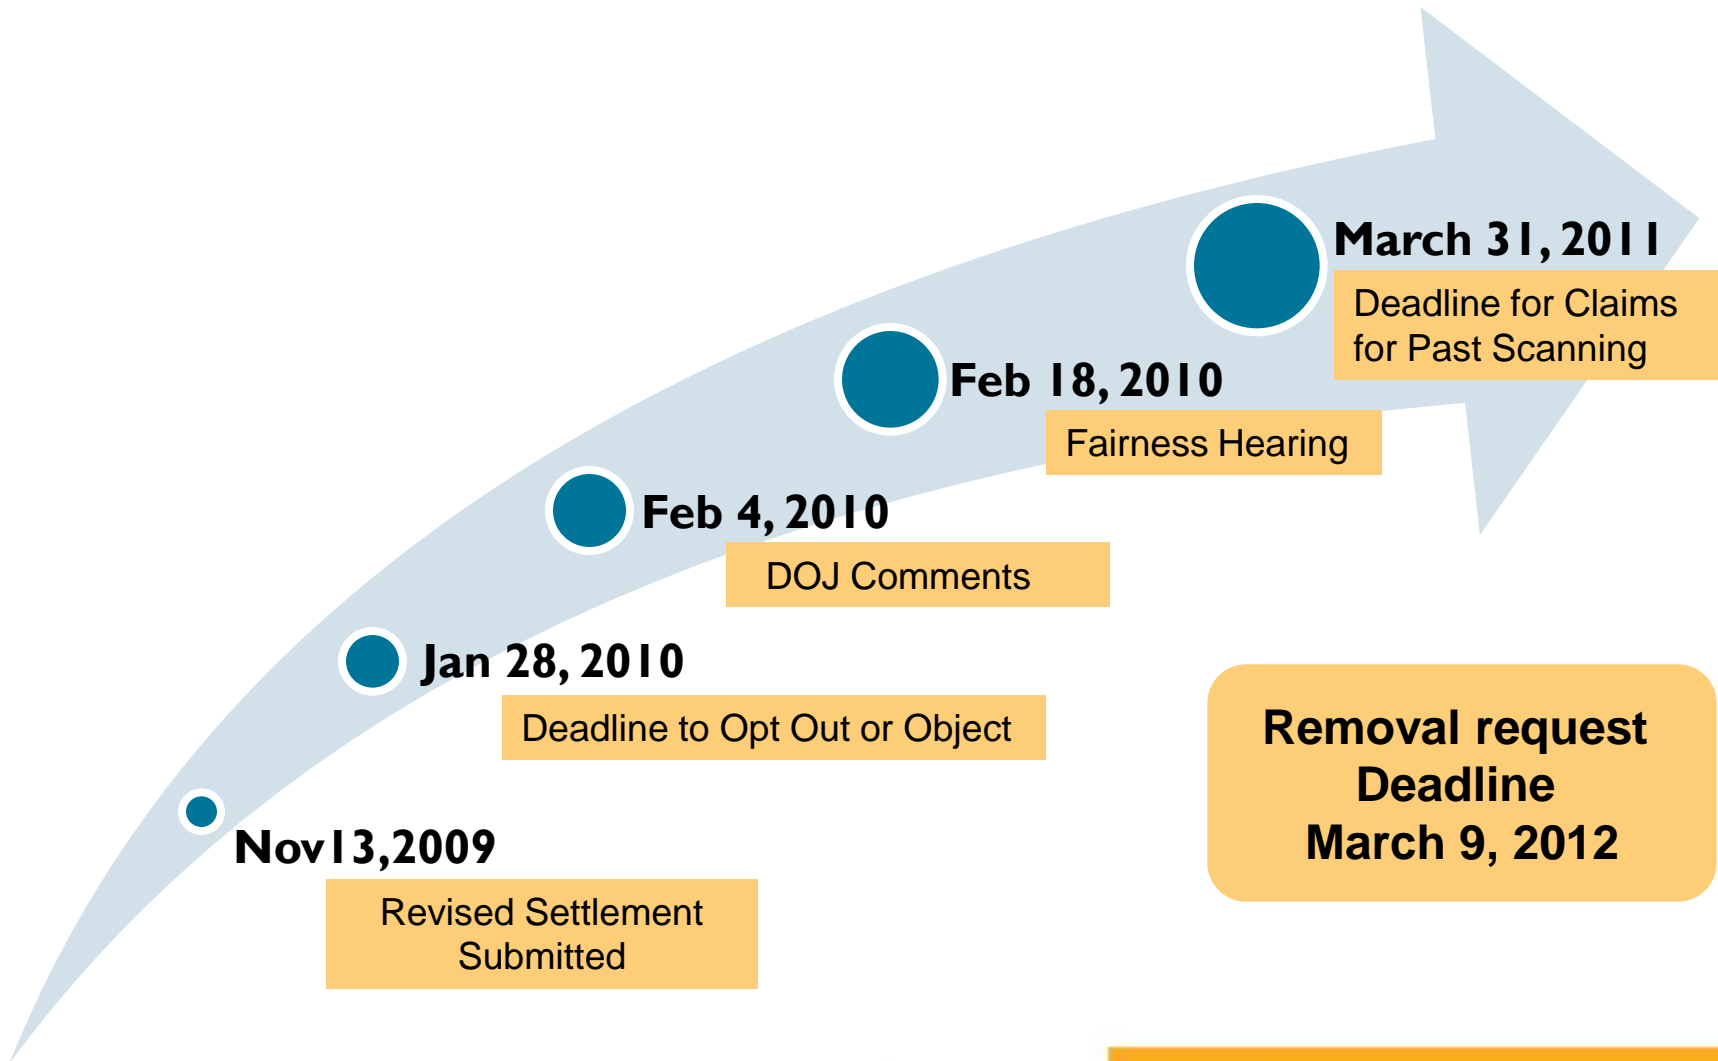 March 31, 2011
Deadline for Claims
for Past Scanning
Feb 18, 2010
Fairness Hearing
Feb 4, 2010
DOJ Comments
Jan 28, 2010
Deadline to Opt Out or Object
Removal request
Deadline
March 9, 2012
Nov13,2009
Revised Settlement
Submitted